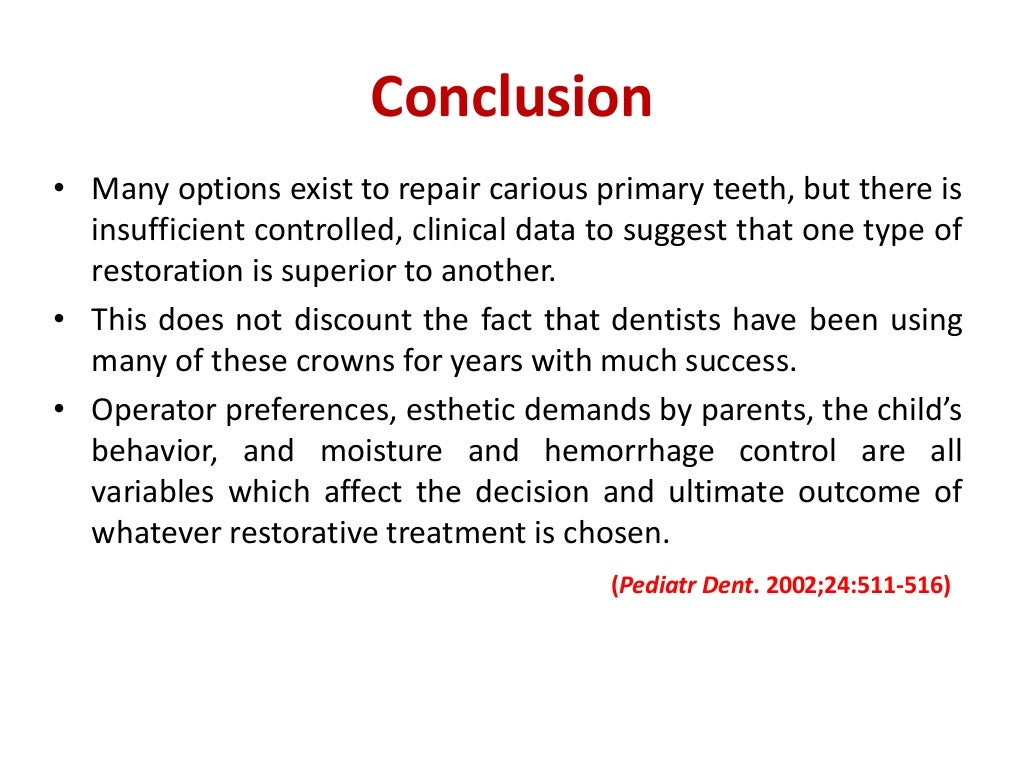 Conclusion
• Many options exist to repair carious primary teeth, but there is
insufficient controlled, clinical data to suggest that one type of
restoration is superior to another.
• This does not discount the fact that dentists have been using
many of these crowns for years with much success.
• Operator preferences, esthetic demands by parents, the child’s
behavior, and moisture and hemorrhage control are all
variables which affect the decision and ultimate outcome of
whatever restorative treatment is chosen.
(Pediatr Dent. 2002;24:511-516)